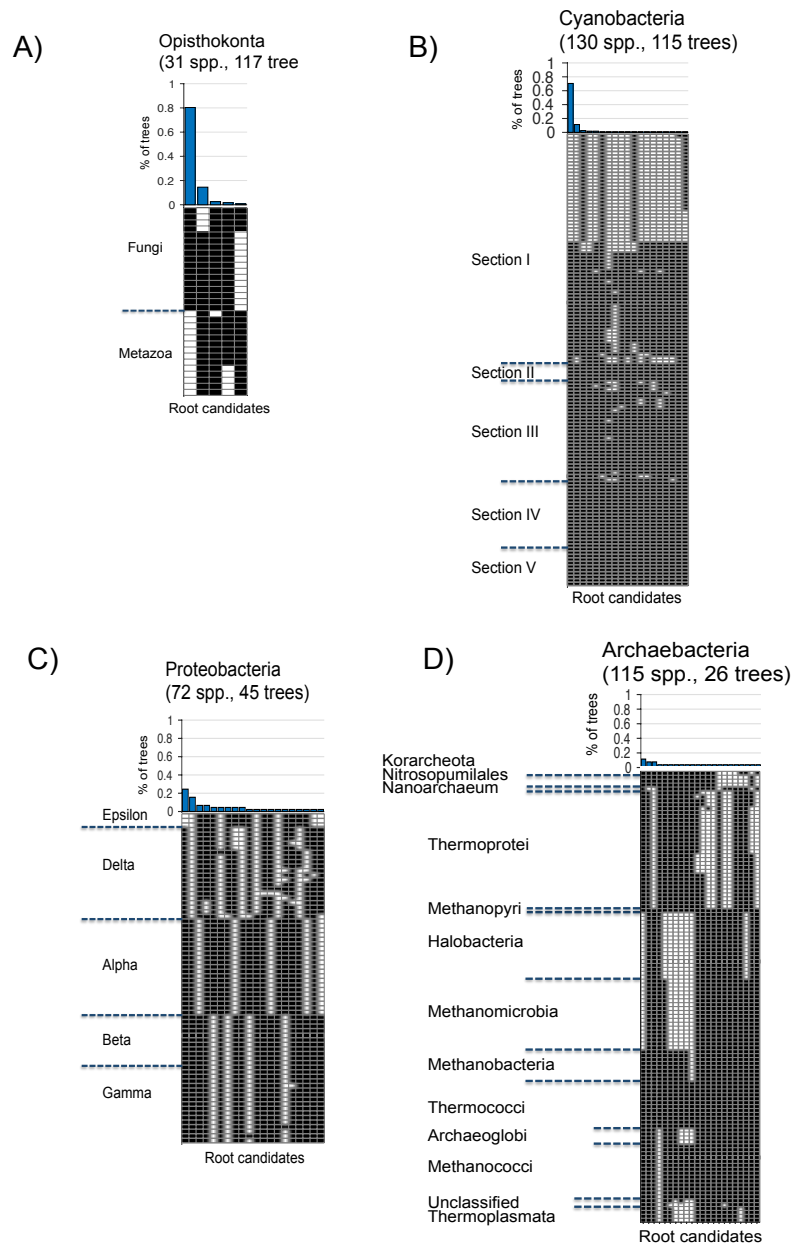 A)
Opisthokonta
(31 spp., 117 tree
1
0.8
0.6
0.4
0.2
0
% of trees
Fungi
Metazoa
Root candidates
B)
Cyanobacteria
(130 spp., 115 trees)
1
0.8
0.6
0.4
0.2
0
% of trees
Section I
Section II
Section III
Section IV
Section V
Root candidates
C)
Proteobacteria
(72 spp., 45 trees)
1
0.8
0.6
0.4
0.2
0
% of trees
Epsilon
Delta
Alpha
Beta
Gamma
Root candidates
D)
Archaebacteria
(115 spp., 26 trees)
1
0.8
0.6
0.4
0.2
0
% of trees
Korarcheota
Nitrosopumilales
Nanoarchaeum
Thermoprotei
Methanopyri
Halobacteria
Methanomicrobia
Methanobacteria
Thermococci
Archaeoglobi
Methanococci
Unclassified
Thermoplasmata
Root candidates